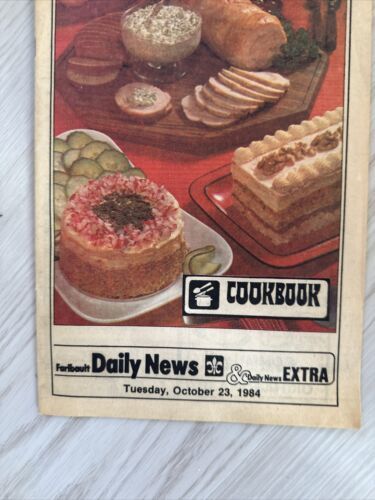 COOKBOOK
Faribault Daily News & Daily News EXTRA
Tuesday, October 23, 1984